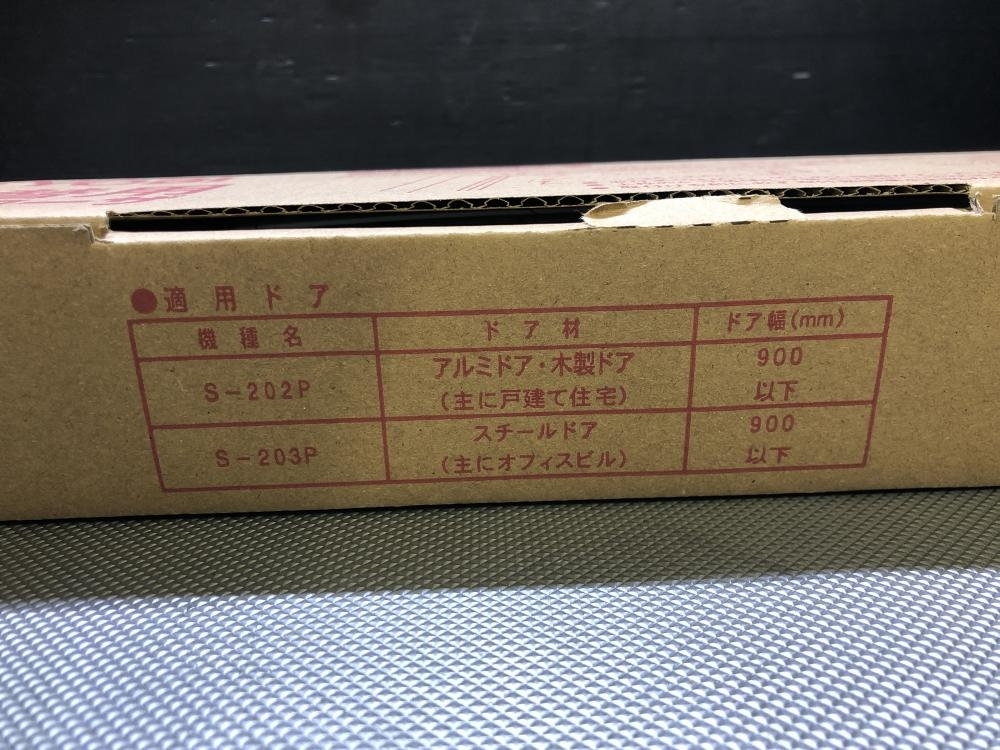 ●適用ドア
機種名 ドア材 ドア幅(mm)
S-202P アルミドア・木製ドア 900
(主に戸建て住宅) 以下
S-203P スチールドア 900
(主にオフィスビル) 以下